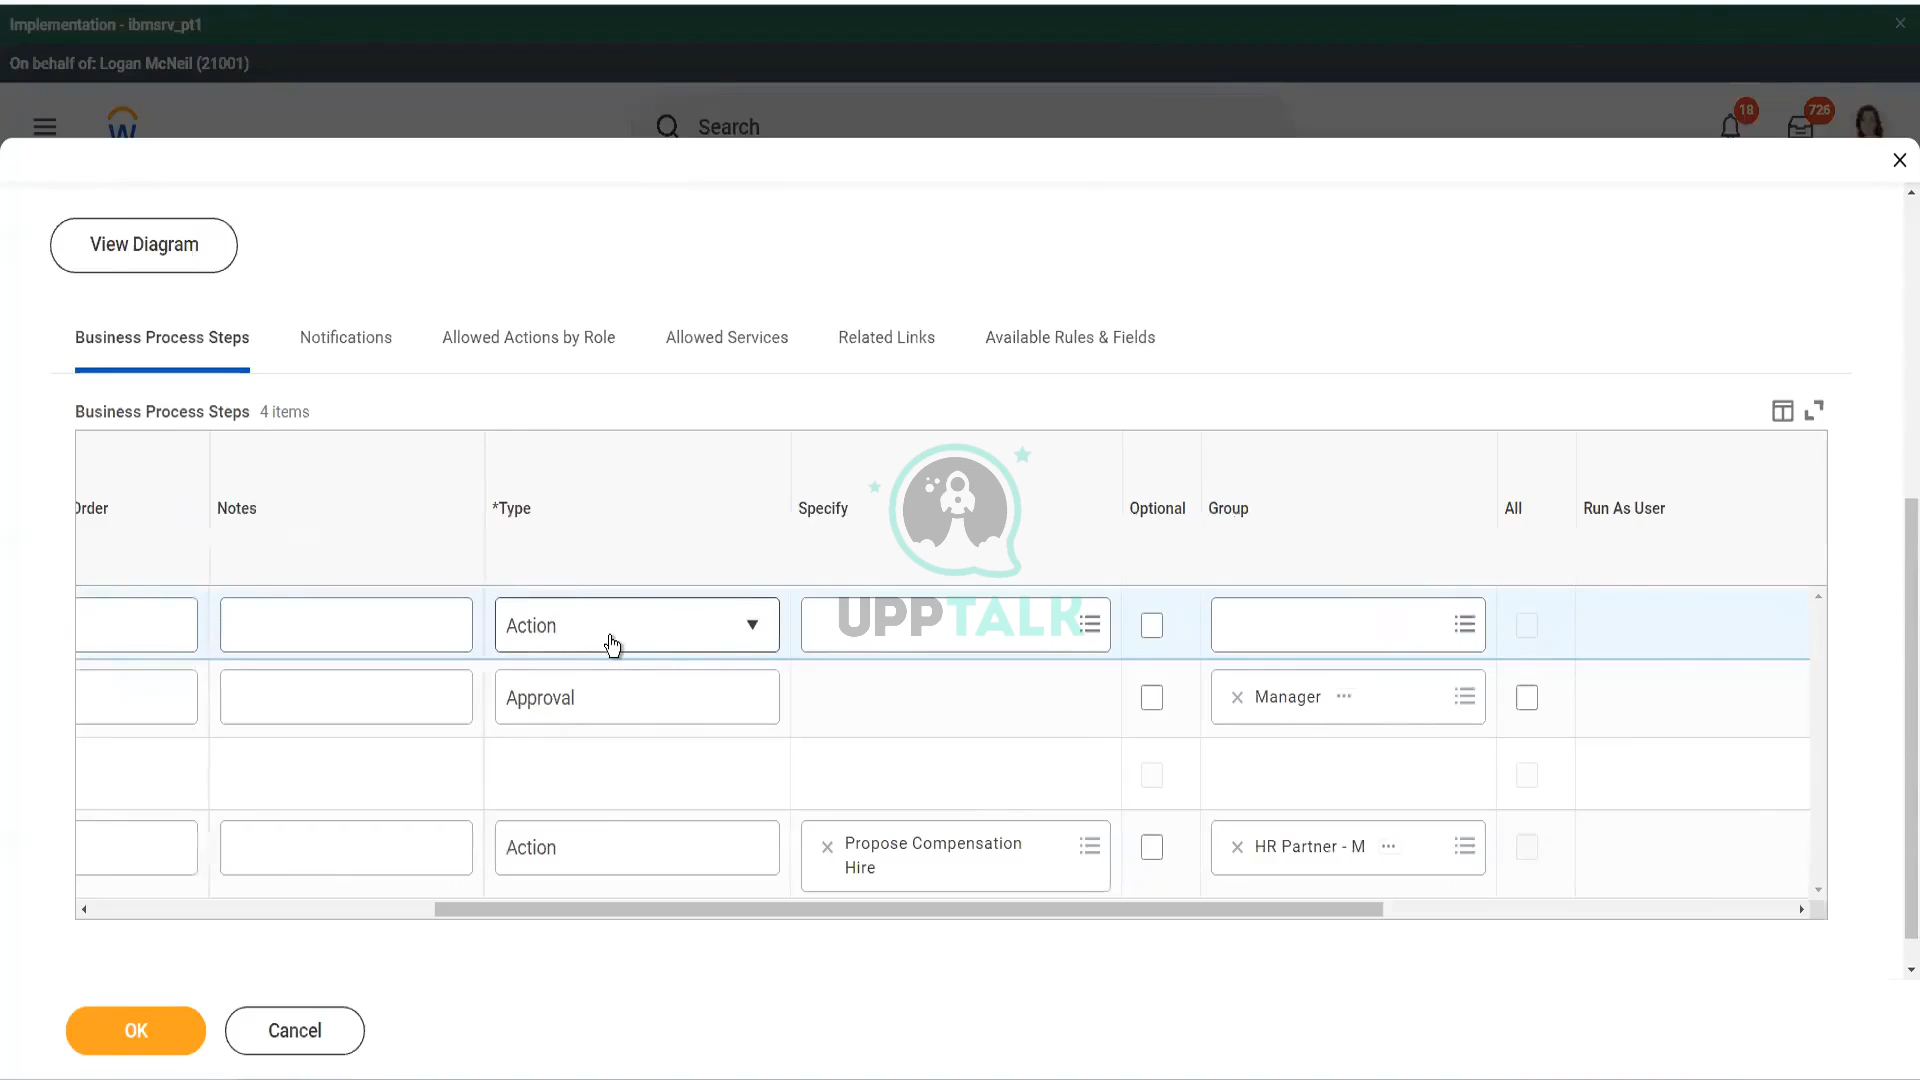 Implementation - ibmsrv_pt1
On behalf of: Logan McNeil (21001)
W
Search
18
726
View Diagram
Business Process Steps
Notifications
Allowed Actions by Role
Allowed Services
Related Links
Available Rules & Fields
Business Process Steps 4 items
Order
Notes
*Type
Specify
Optional
Group
All
Run As User
Action
UPPTALK
Approval
Manager
Action
Propose Compensation
Hire
HR Partner - M
OK
Cancel